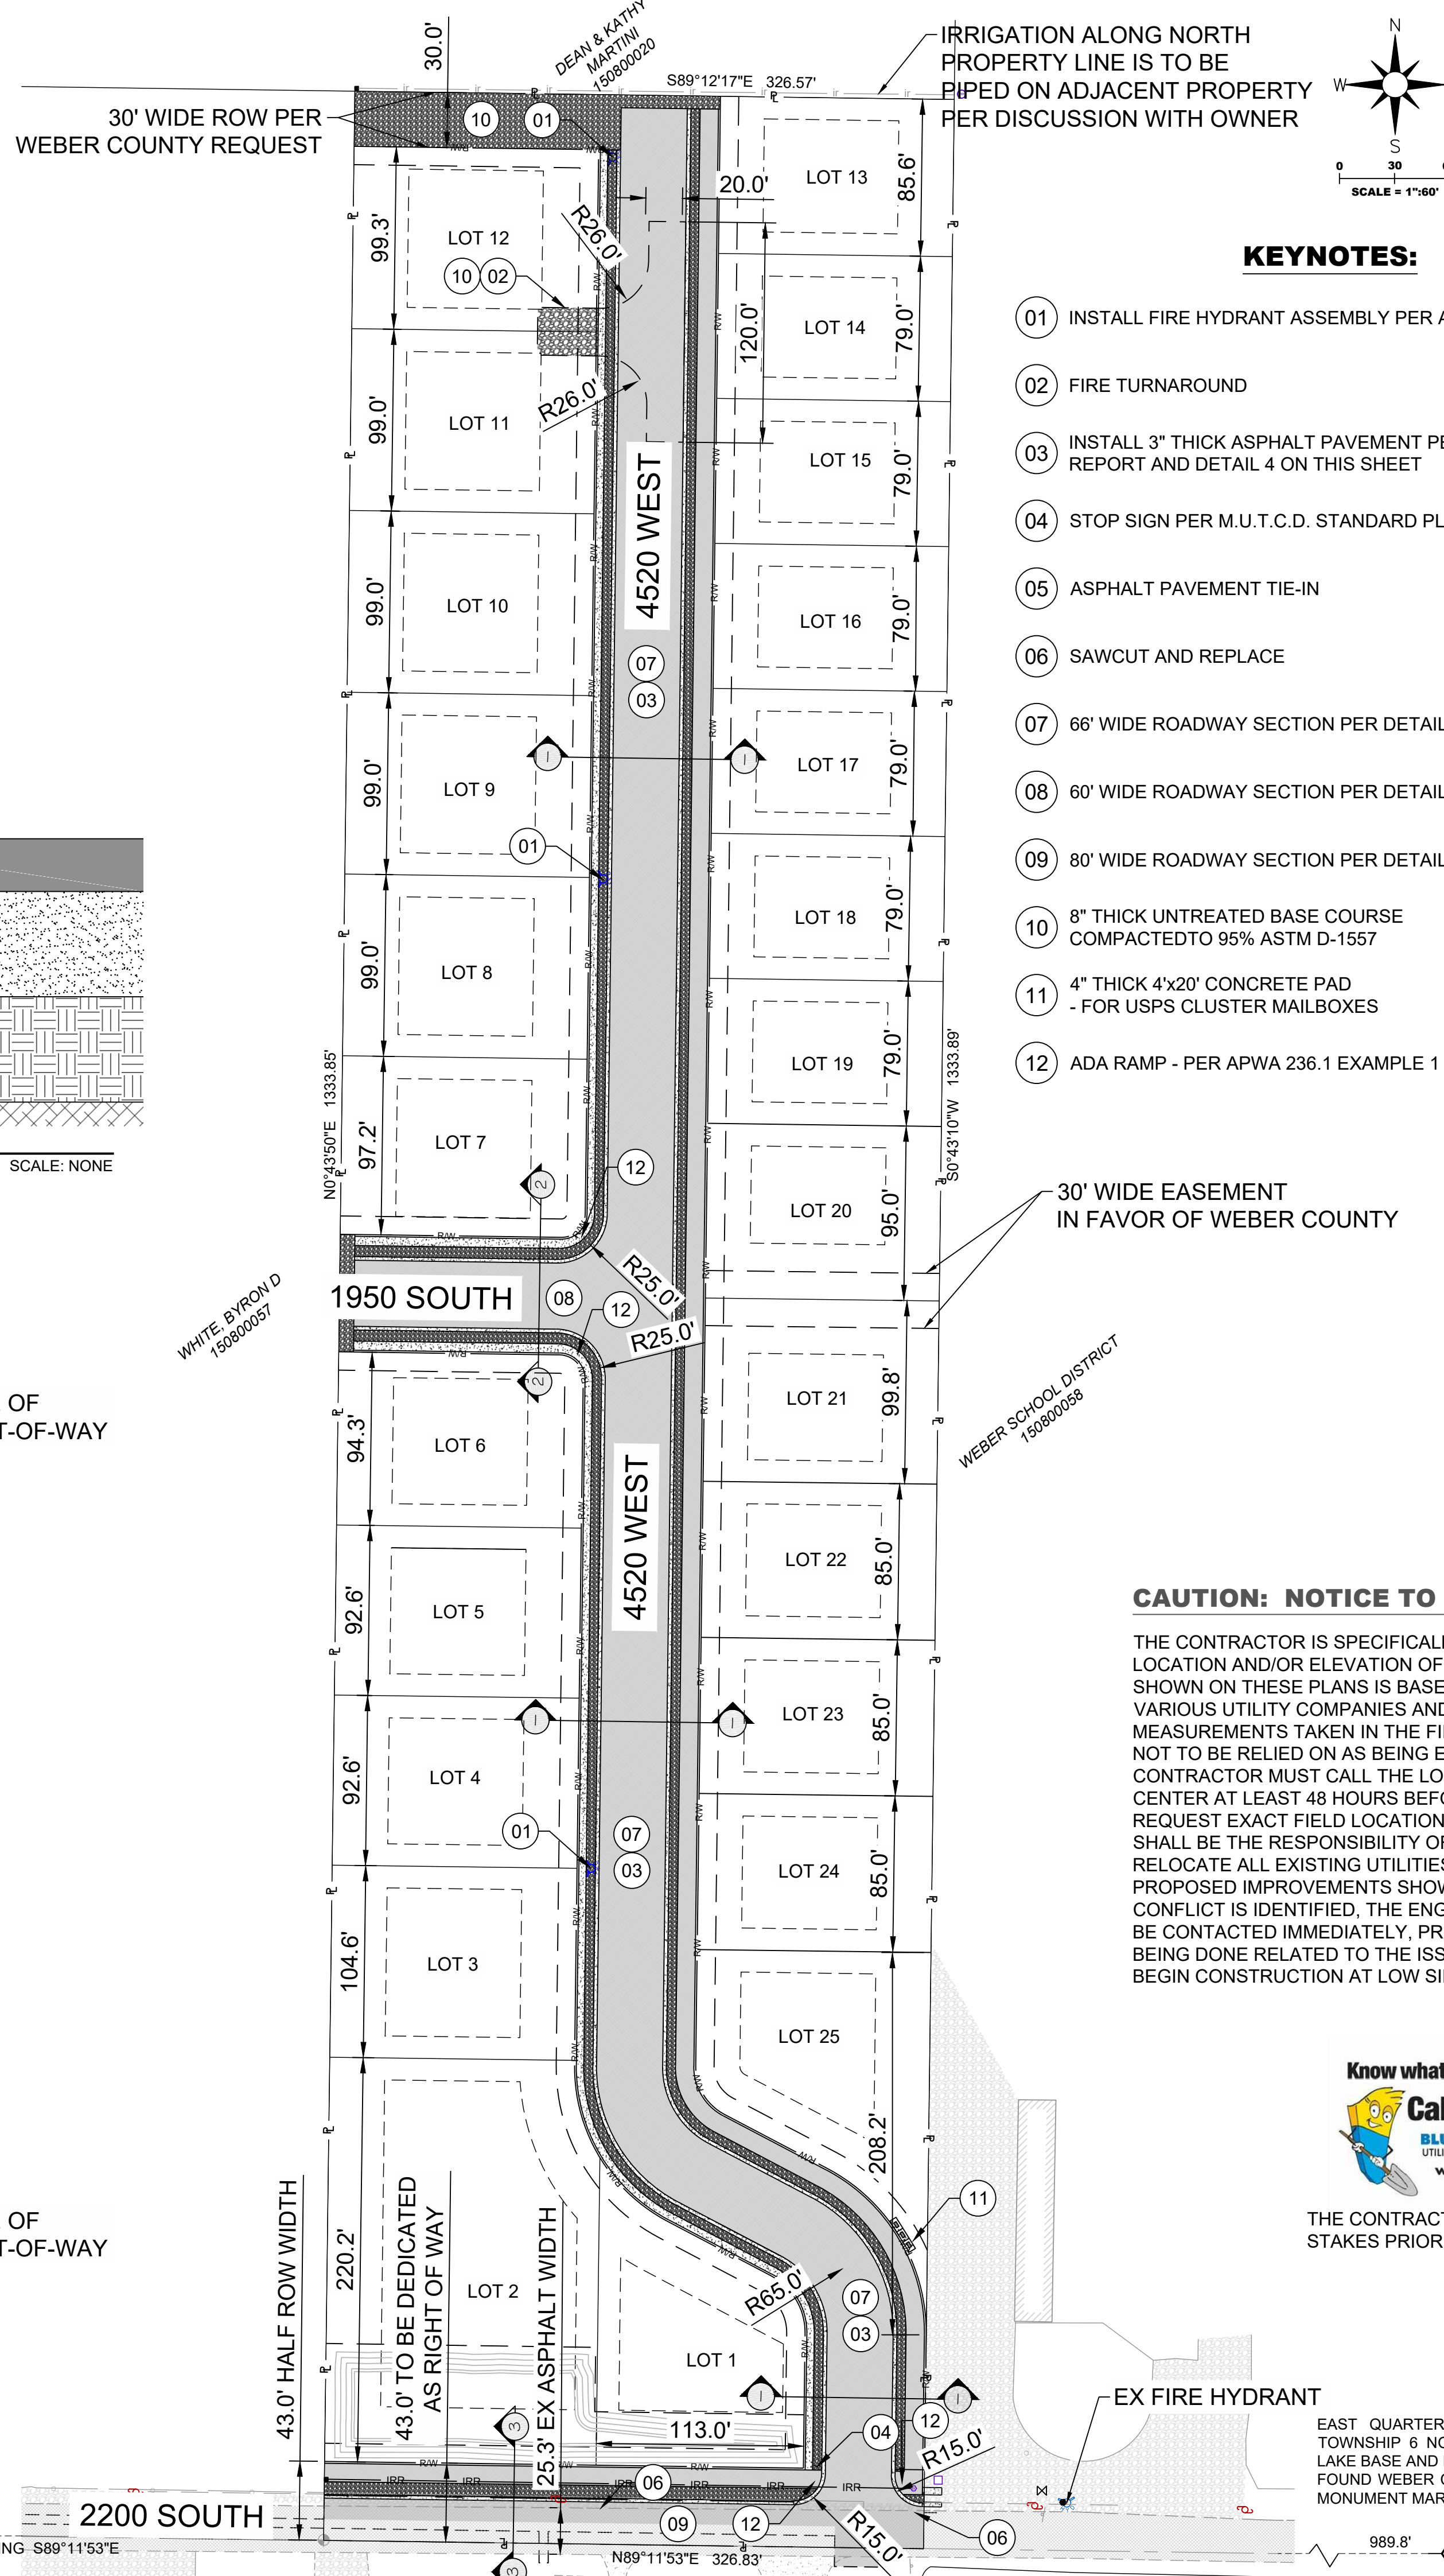 30.0'
DEAN & KATHY
MARTINI
150800020
S89°12'17"E 326.57'
IRRIGATION ALONG NORTH
PROPERTY LINE IS TO BE
PIPED ON ADJACENT PROPERTY
PER DISCUSSION WITH OWNER
N
W
S
0 30
SCALE = 1":60'
30' WIDE ROW PER
WEBER COUNTY REQUEST
10 01
20.0'
R26.0'
120.0'
R26.0'
LOT 12
99.3'
10 02
LOT 11
99.0'
LOT 10
99.0'
LOT 9
99.0'
01
LOT 8
99.0'
LOT 7
97.2'
LOT 13
85.6'
LOT 14
79.0'
LOT 15
79.0'
LOT 16
79.0'
LOT 17
79.0'
LOT 18
79.0'
LOT 19
79.0'
LOT 20
95.0'
LOT 21
99.8'
LOT 22
85.0'
LOT 23
85.0'
LOT 24
85.0'
LOT 25
208.2'
4520 WEST
07
03
1
1
KEYNOTES:
01 INSTALL FIRE HYDRANT ASSEMBLY PER A
02 FIRE TURNAROUND
03 INSTALL 3" THICK ASPHALT PAVEMENT PE
REPORT AND DETAIL 4 ON THIS SHEET
04 STOP SIGN PER M.U.T.C.D. STANDARD PL
05 ASPHALT PAVEMENT TIE-IN
06 SAWCUT AND REPLACE
07 66' WIDE ROADWAY SECTION PER DETAIL
08 60' WIDE ROADWAY SECTION PER DETAIL
09 80' WIDE ROADWAY SECTION PER DETAIL
10 8" THICK UNTREATED BASE COURSE
COMPACTEDTO 95% ASTM D-1557
11 4" THICK 4'x20' CONCRETE PAD
- FOR USPS CLUSTER MAILBOXES
12 ADA RAMP - PER APWA 236.1 EXAMPLE 1
SCALE: NONE
N0°43'50"E 1333.85'
S0°43'10"W 1333.89'
30' WIDE EASEMENT
IN FAVOR OF WEBER COUNTY
12
2
R25.0'
1950 SOUTH
08
12
R25.0'
2
WHITE, BYRON D
150800057
WEBER SCHOOL DISTRICT
150800058
OF
T-OF-WAY
LOT 6
94.3'
LOT 5
92.6'
LOT 4
92.6'
LOT 3
104.6'
4520 WEST
1
1
01
07
03
CAUTION: NOTICE TO
THE CONTRACTOR IS SPECIFICAL
LOCATION AND/OR ELEVATION OF
SHOWN ON THESE PLANS IS BASE
VARIOUS UTILITY COMPANIES AND
MEASUREMENTS TAKEN IN THE FI
NOT TO BE RELIED ON AS BEING E
CONTRACTOR MUST CALL THE LO
CENTER AT LEAST 48 HOURS BEFO
REQUEST EXACT FIELD LOCATION
SHALL BE THE RESPONSIBILITY OF
RELOCATE ALL EXISTING UTILITIES
PROPOSED IMPROVEMENTS SHOW
CONFLICT IS IDENTIFIED, THE ENG
BE CONTACTED IMMEDIATELY, PR
BEING DONE RELATED TO THE ISS
BEGIN CONSTRUCTION AT LOW SI
Know what
Cal
BLU
UTILI
THE CONTRACT
STAKES PRIOR
OF
T-OF-WAY
11
LOT 2
220.2'
43.0' HALF ROW WIDTH
43.0' TO BE DEDICATED
AS RIGHT OF WAY
25.3' EX ASPHALT WIDTH
R65.0'
07
03
LOT 1
1
1
113.0'
04
12
R15.0'
3
EX FIRE HYDRANT
EAST QUARTER
TOWNSHIP 6 NO
LAKE BASE AND
FOUND WEBER C
MONUMENT MAR
R/W
IRR IRR IRR IRR IRR IRR
06
2200 SOUTH
09
12
R15.0'
06
3
NG S89°11'53"E
N89°11'53"E 326.83'
989.8'